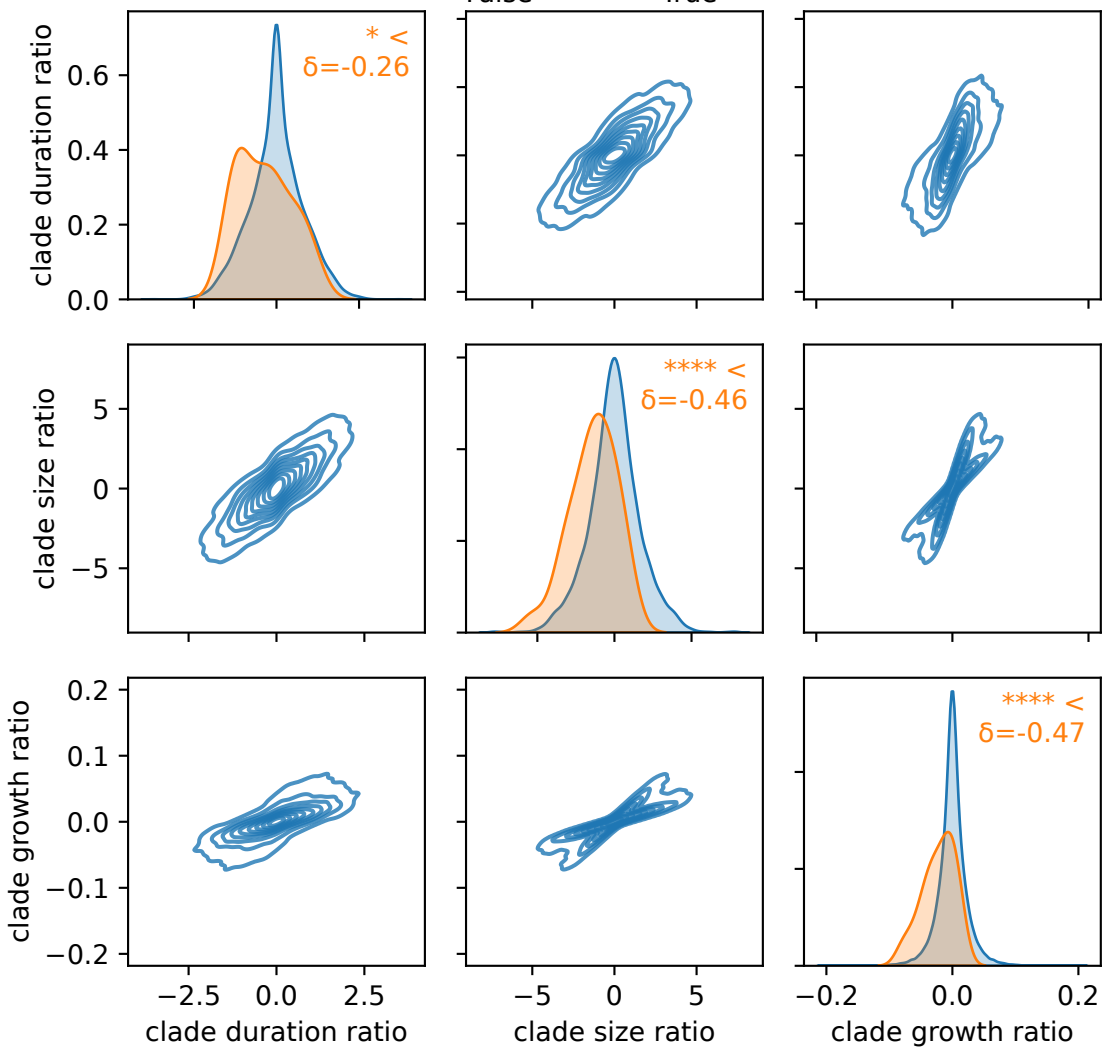 clade duration ratio
0.6
0.4
0.2
0.0
* <
δ=-0.26
clade size ratio
5
0
−5
**** <
δ=-0.46
clade growth ratio
0.2
0.1
0.0
−0.1
−0.2
**** <
δ=-0.47
−2.5 0.0 2.5
clade duration ratio
−5 0 5
clade size ratio
−0.2 0.0 0.2
clade growth ratio